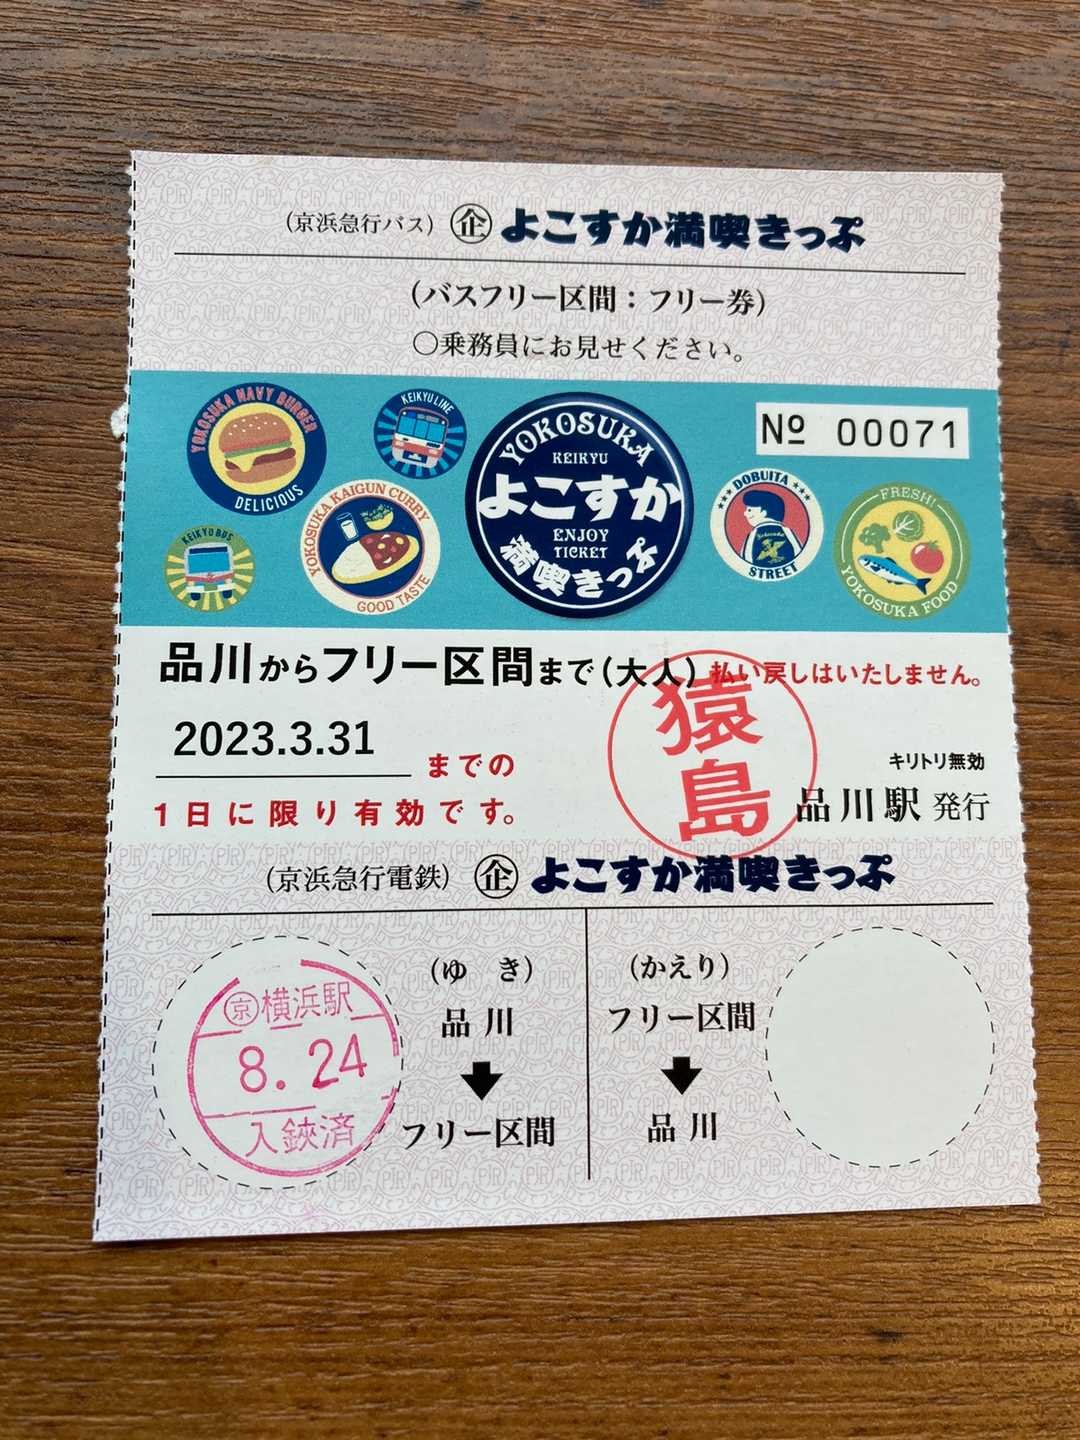 (京浜急行バス) ㊭ よこすか満喫きっぷ
(バスフリー区間：フリー券)
○乗務員にお見せください。
YOKOSUKA NAVY BURGER
DELICIOUS
KEIKYU LINE
YOKOSUKA
KEIKYU
よこすか
ENJOY
TICKET
満喫きっぷ
№ 00071
KEIKYU BUS
YOKOSUKA KAIGUN CURRY
GOOD TASTE
DOBUITA
Yokosuka
STREET
FRESH!
YOKOSUKA FOOD
品川からフリー区間まで(大人) 払い戻しはいたしません。
2023.3.31 までの
1日に限り有効です。
猿島
キリトリ無効
品川駅 発行
(京浜急行電鉄) ㊭ よこすか満喫きっぷ
京横浜駅
8.24
入鋏済
(ゆき)
品川
フリー区間
(かえり)
フリー区間
品川